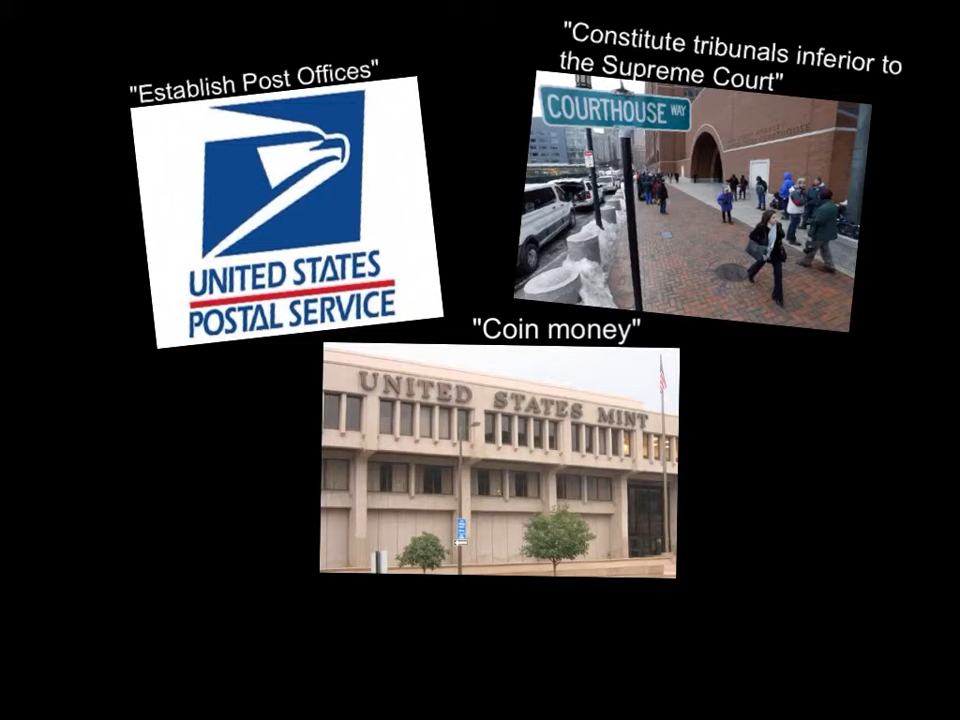 "Establish Post Offices"
UNITED STATES
POSTAL SERVICE
"Constitute tribunals inferior to
the Supreme Court"
COURTHOUSE WAY
"Coin money"
UNITED STATES MINT